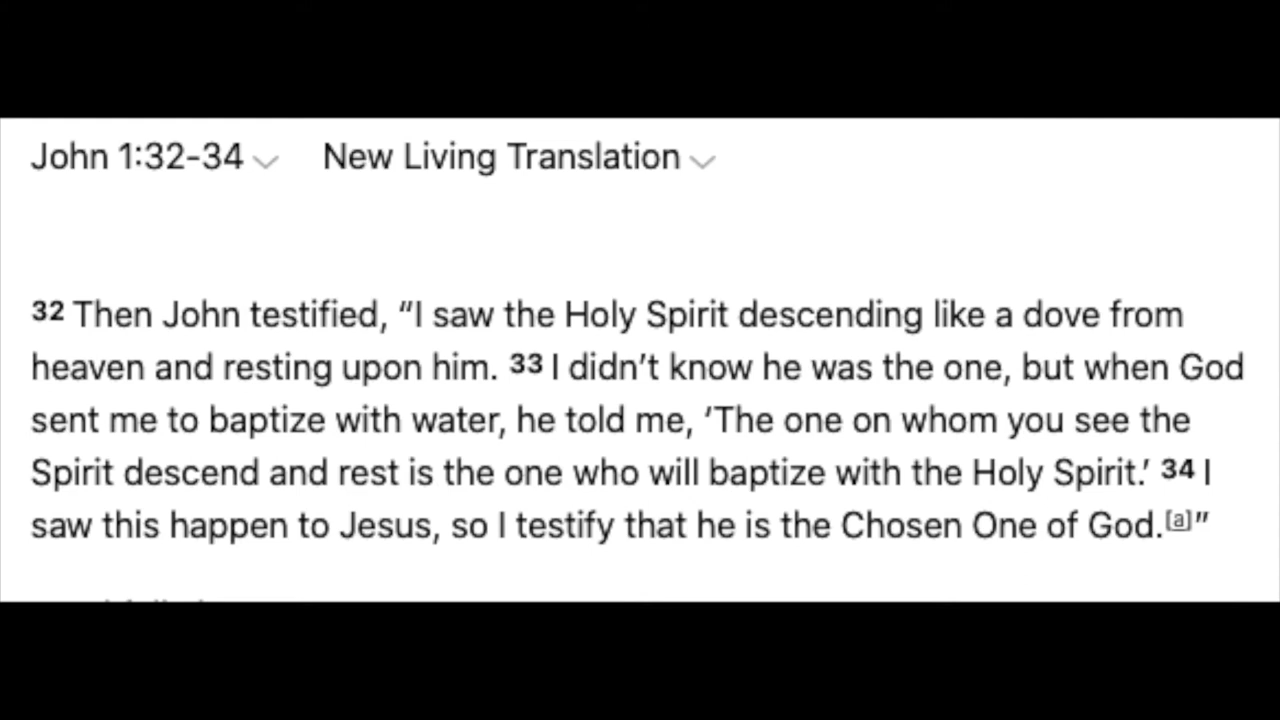 John 1:32-34 New Living Translation
32 Then John testified, “I saw the Holy Spirit descending like a dove from
heaven and resting upon him. 33 I didn’t know he was the one, but when God
sent me to baptize with water, he told me, ‘The one on whom you see the
Spirit descend and rest is the one who will baptize with the Holy Spirit.’ 34 I
saw this happen to Jesus, so I testify that he is the Chosen One of God.[a]”